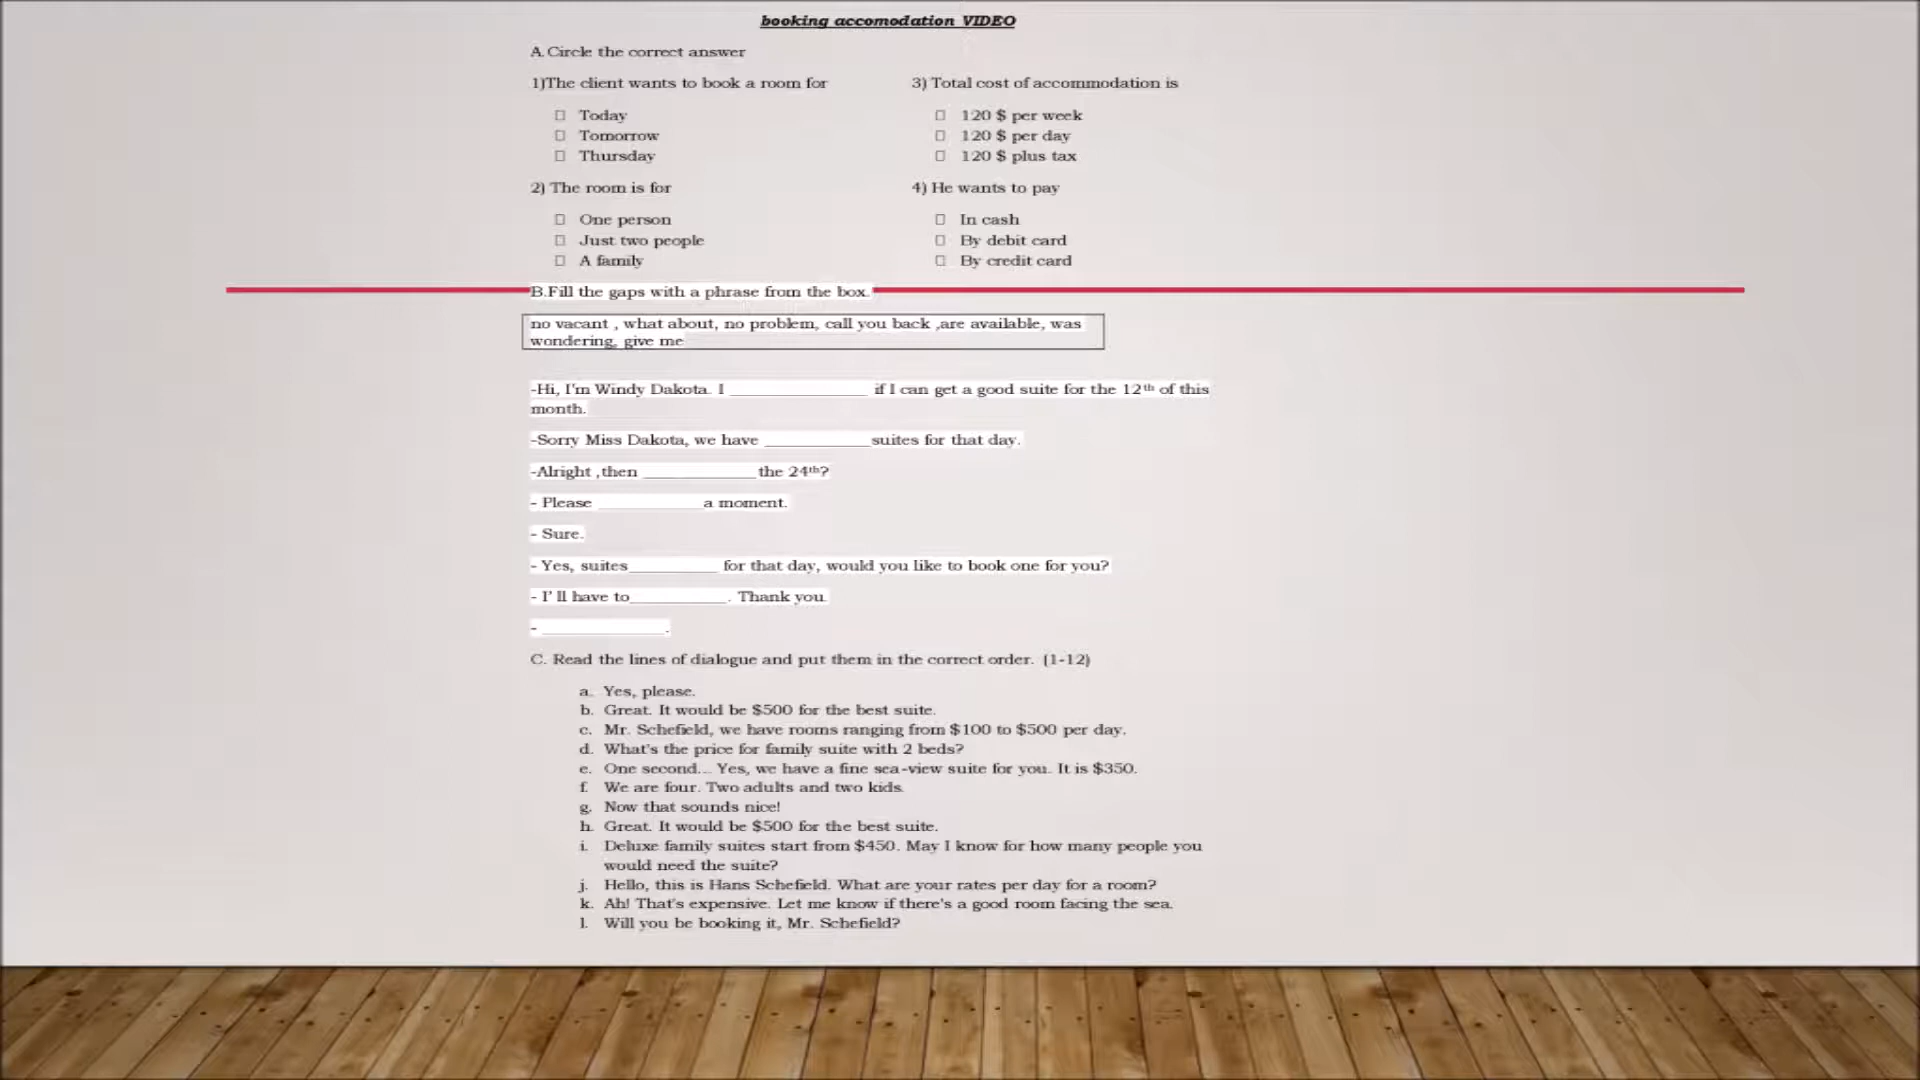 booking accomodation VIDEO
A.Circle the correct answer
1)The client wants to book a room for
Today
Tomorrow
Thursday
2) The room is for
One person
Just two people
A family
3) Total cost of accommodation is
120 $ per week
120 $ per day
120 $ plus tax
4) He wants to pay
In cash
By debit card
By credit card
B.Fill the gaps with a phrase from the box.
no vacant , what about, no problem, call you back ,are available, was
wondering, give me
-Hi, I'm Windy Dakota. I ______________ if I can get a good suite for the 12th of this
month.
-Sorry Miss Dakota, we have ___________suites for that day.
-Alright ,then ____________the 24th?
- Please ___________a moment.
- Sure.
- Yes, suites_________ for that day, would you like to book one for you?
- I' ll have to__________. Thank you.
- _____________.
C. Read the lines of dialogue and put them in the correct order. (1-12)
a. Yes, please.
b. Great. It would be $500 for the best suite.
c. Mr. Schefield, we have rooms ranging from $100 to $500 per day.
d. What's the price for family suite with 2 beds?
e. One second... Yes, we have a fine sea-view suite for you. It is $350.
f. We are four. Two adults and two kids.
g. Now that sounds nice!
h. Great. It would be $500 for the best suite.
i. Deluxe family suites start from $450. May I know for how many people you
would need the suite?
j. Hello, this is Hans Schefield. What are your rates per day for a room?
k. Ah! That's expensive. Let me know if there's a good room facing the sea.
l. Will you be booking it, Mr. Schefield?